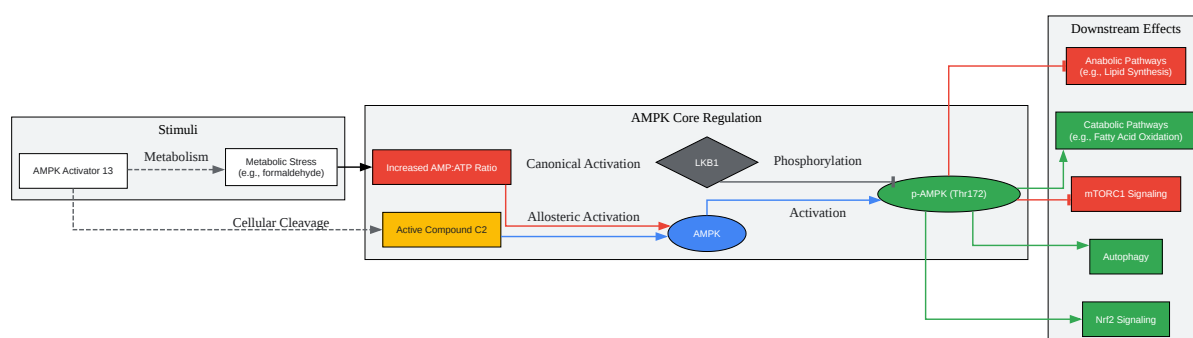 Stimuli
AMPK Activator 13
Metabolism
Metabolic Stress
(e.g., formaldehyde)
Cellular Cleavage
AMPK Core Regulation
Increased AMP:ATP Ratio
Canonical Activation
LKB1
Phosphorylation
Active Compound C2
Allosteric Activation
AMPK
Activation
p-AMPK (Thr172)
Downstream Effects
Anabolic Pathways
(e.g., Lipid Synthesis)
Catabolic Pathways
(e.g., Fatty Acid Oxidation)
mTORC1 Signaling
Autophagy
Nrf2 Signaling